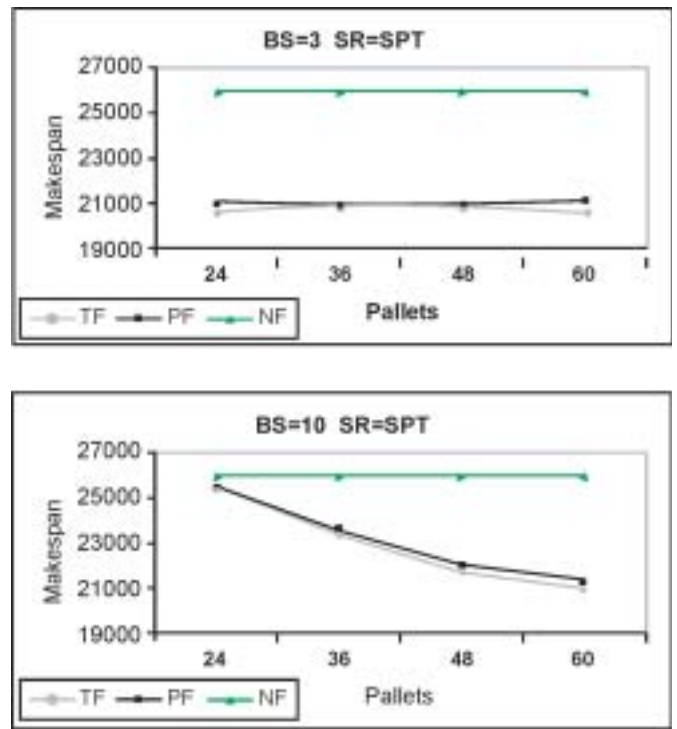 BS=3 SR=SPT
27000
25000
23000
21000
19000
Makespan
24 36 48 60
Pallets
TF PF NF
BS=10 SR=SPT
27000
25000
23000
21000
19000
Makespan
24 36 48 60
Pallets
TF PF NF